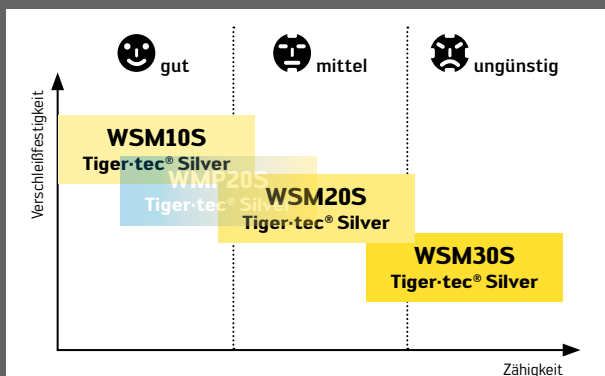 gut
mittel
ungünstig
Verschleißfestigkeit
WSM10S
Tiger·tec® Silver
WMP20S
Tiger·tec® Silver
WSM20S
Tiger·tec® Silver
WSM30S
Tiger·tec® Silver
Zähigkeit